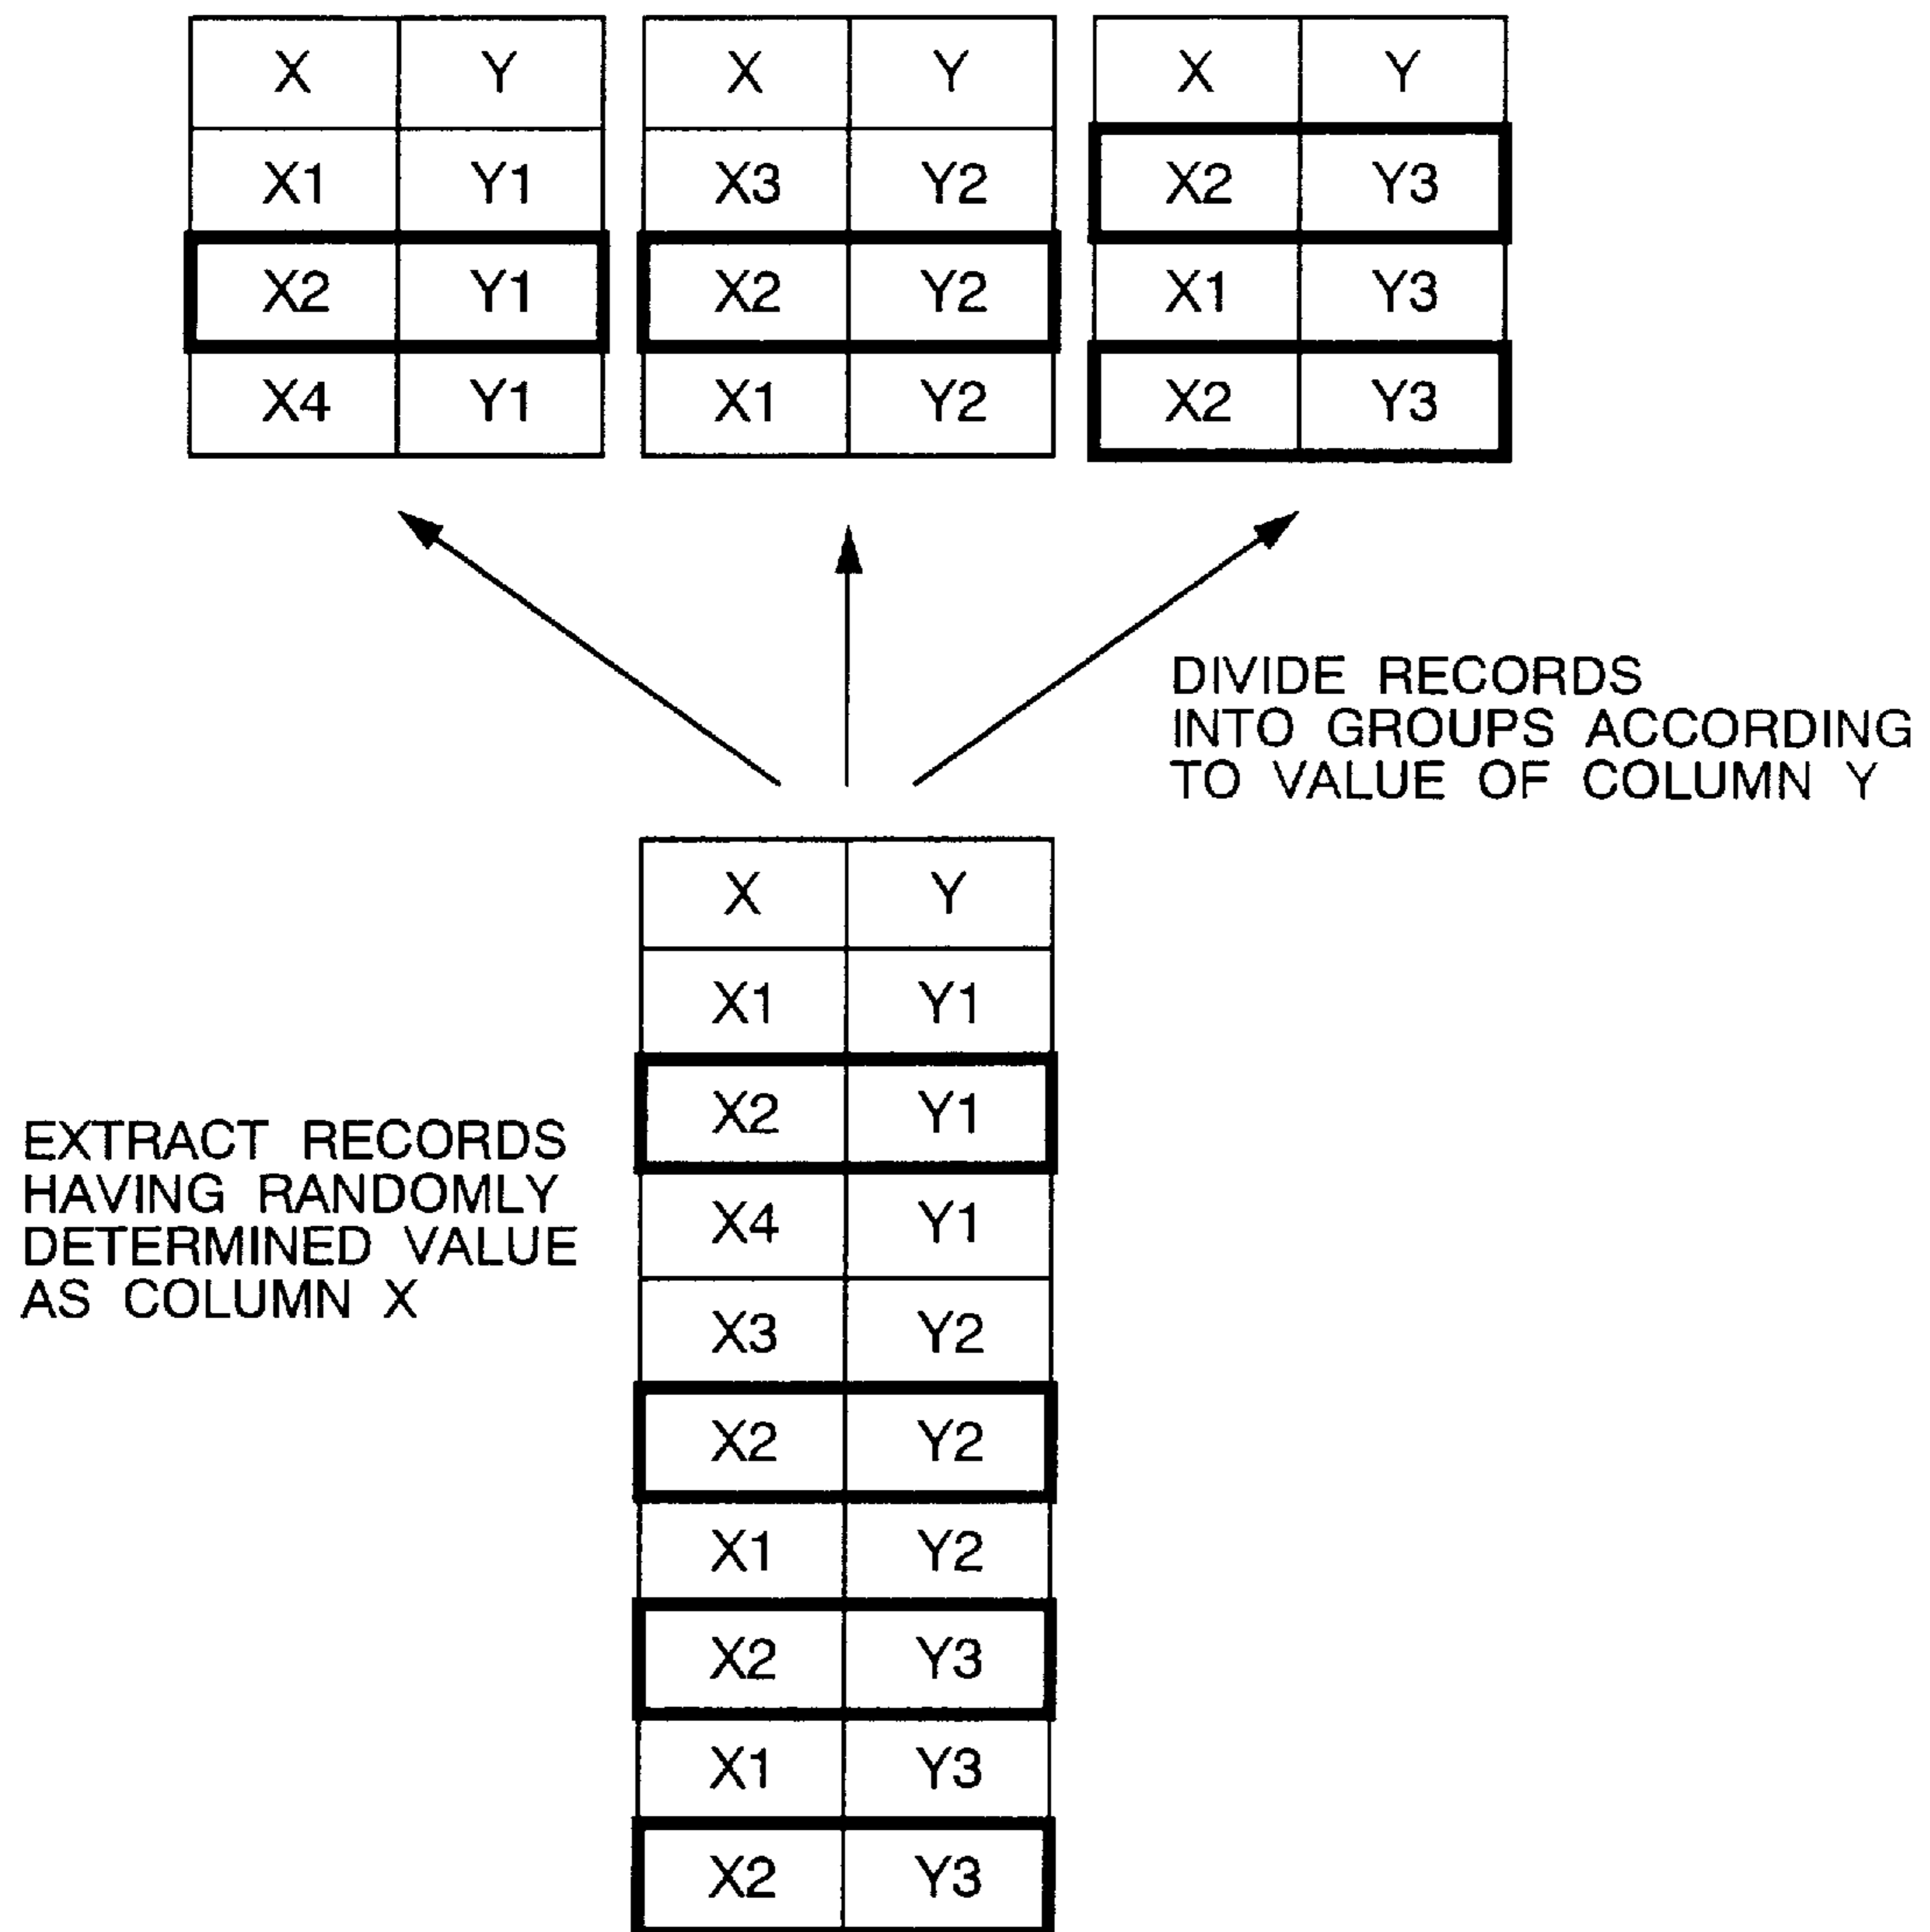 X Y X Y X Y
X1 Y1 X3 Y2 X2 Y3
X2 Y1 X2 Y2 X1 Y3
X4 Y1 X1 Y2 X2 Y3
DIVIDE RECORDS
INTO GROUPS ACCORDING
TO VALUE OF COLUMN Y
X Y
X1 Y1
X2 Y1
X4 Y1
X3 Y2
X2 Y2
X1 Y2
X2 Y3
X1 Y3
X2 Y3
EXTRACT RECORDS
HAVING RANDOMLY
DETERMINED VALUE
AS COLUMN X